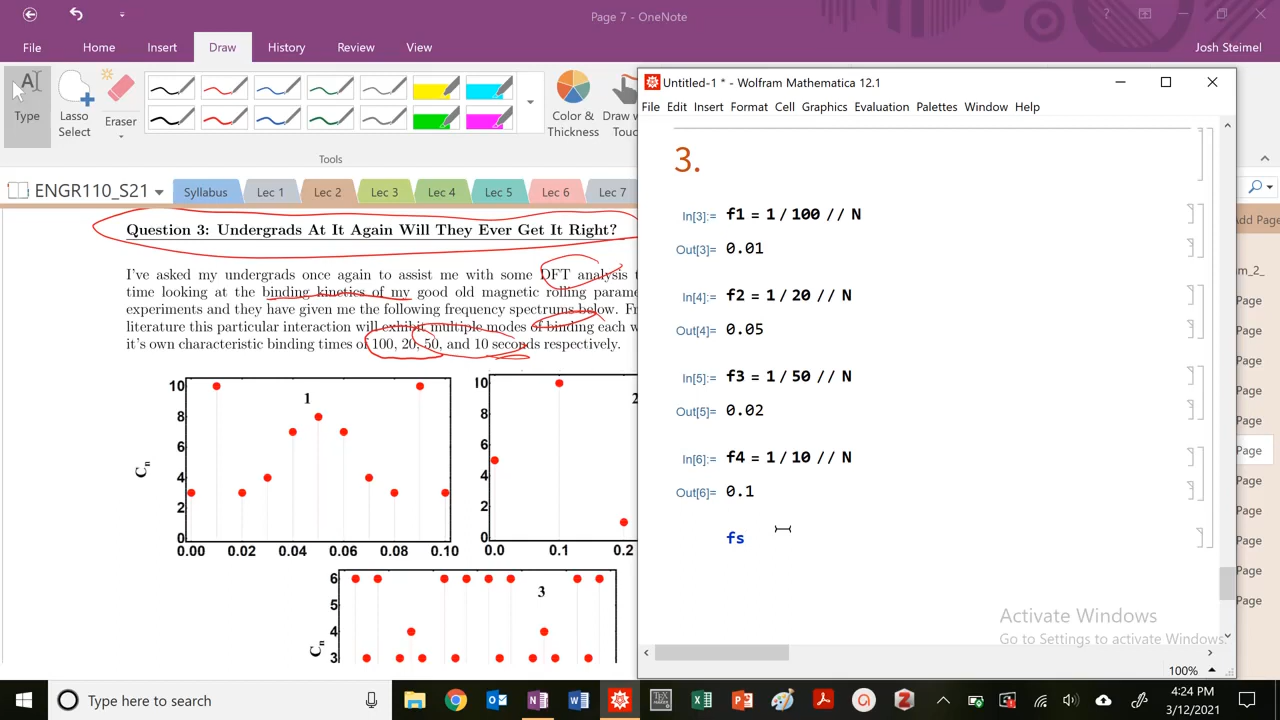 Page 7 - OneNote
File Home Insert Draw History Review View
Josh Steimel
Type
Lasso
Select
Eraser
Color &
Thickness
Draw w
Touc
Tools
ENGR110_S21
Syllabus Lec 1 Lec 2 Lec 3 Lec 4 Lec 5 Lec 6 Lec 7
Question 3: Undergrads At It Again Will They Ever Get It Right?
I've asked my undergrads once again to assist me with some DFT analysis t
time looking at the binding kinetics of my good old magnetic rolling parame
experiments and they have given me the following frequency spectrums below. Fr
literature this particular interaction will exhibit multiple modes of binding each w
it's own characteristic binding times of 100, 20, 50, and 10 seconds respectively.
10
8
6
4
2
0
Cn
1
0.00 0.02 0.04 0.06 0.08 0.10
10
8
6
4
2
0
2
0.0 0.1 0.2
6
5
4
3
Cn
3
Untitled-1 * - Wolfram Mathematica 12.1
File Edit Insert Format Cell Graphics Evaluation Palettes Window Help
3.
In[3]:= f1 = 1 / 100 // N
Out[3]= 0.01
In[4]:= f2 = 1 / 20 // N
Out[4]= 0.05
In[5]:= f3 = 1 / 50 // N
Out[5]= 0.02
In[6]:= f4 = 1 / 10 // N
Out[6]= 0.1
fs
Activate Windows
Go to Settings to activate Windows.
100%
Add Page
m_2_
Page
Page
Page
Page
Page
Page
Page
Page
Page
Page
Page
Type here to search
4:24 PM
3/12/2021